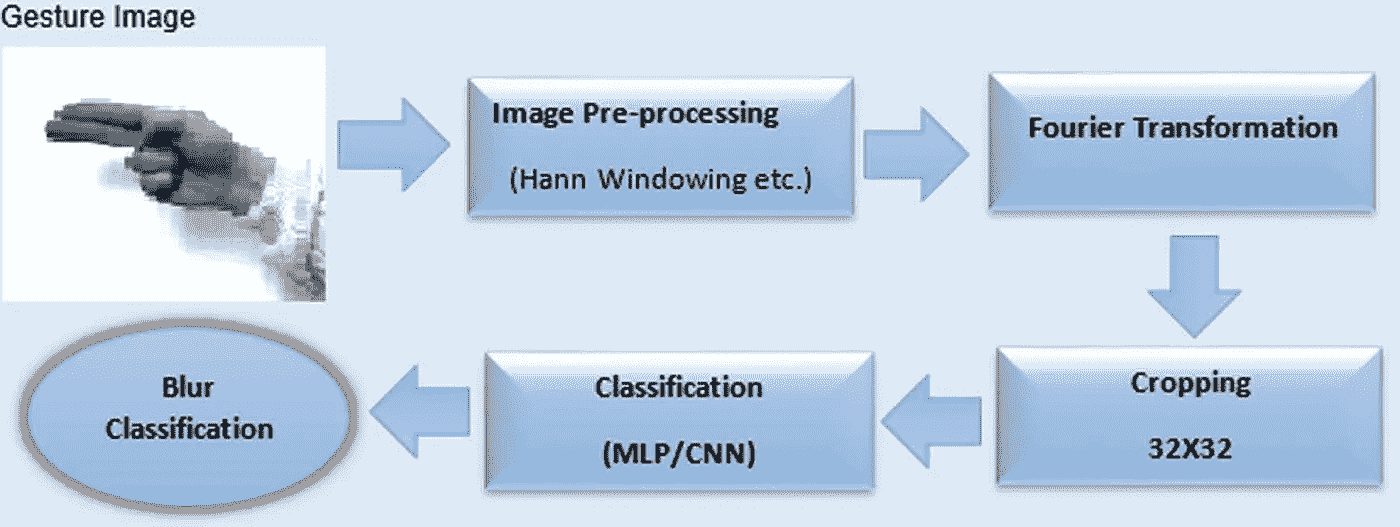 Gesture Image
Image Pre-processing
(Hann Windowing etc.)
Fourier Transformation
Cropping
32X32
Classification
(MLP/CNN)
Blur
Classification